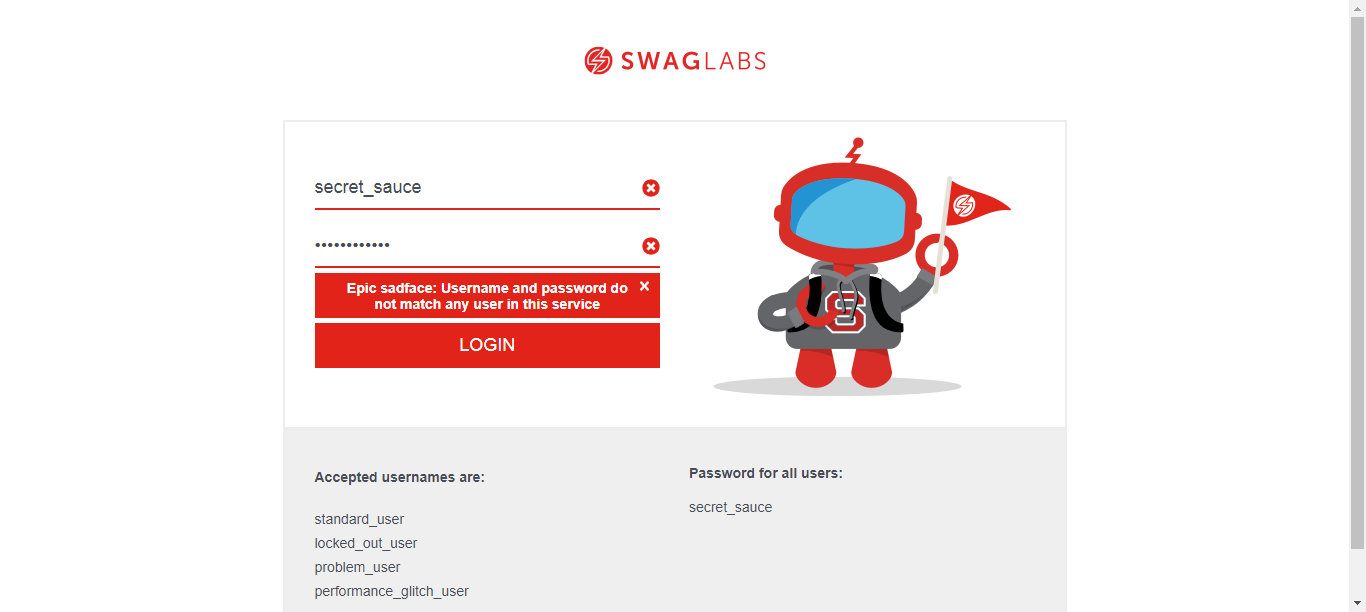 SWAGLABS
secret_sauce
••••••••••••
Epic sadface: Username and password do
not match any user in this service
LOGIN
S
Accepted usernames are:
standard_user
locked_out_user
problem_user
performance_glitch_user
Password for all users:
secret_sauce